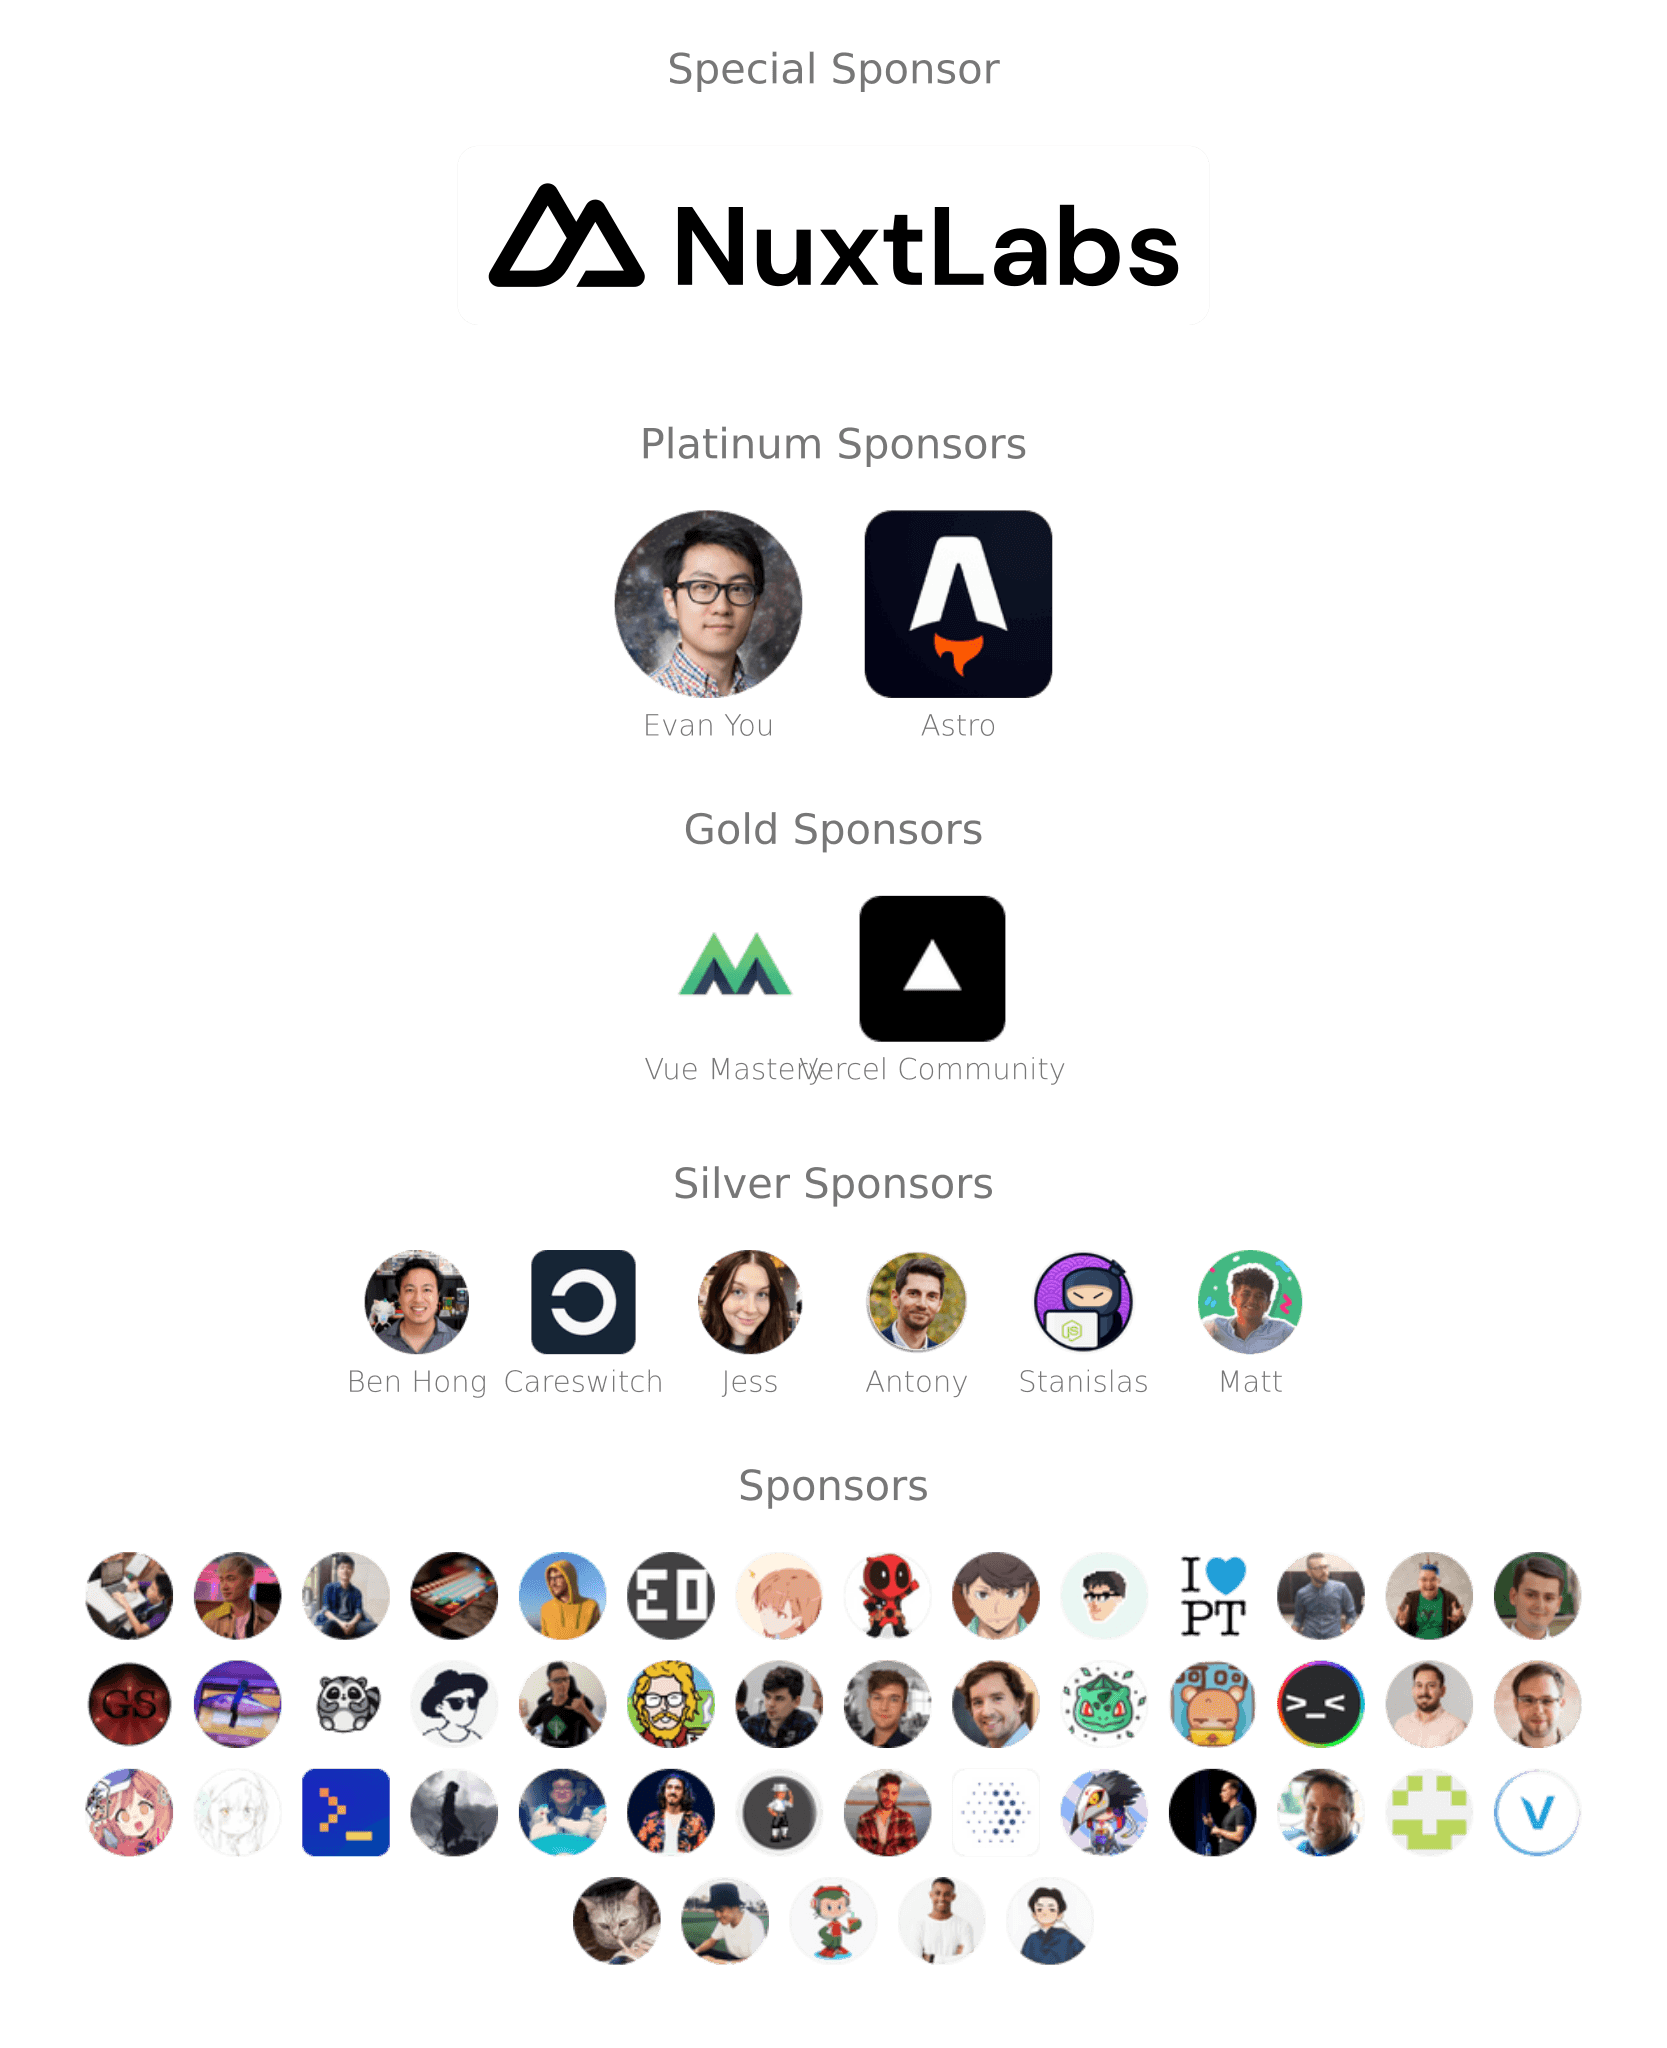 Special Sponsor
NuxtLabs
Platinum Sponsors
Evan You
Astro
Gold Sponsors
Vue Mastery
Vercel Community
Silver Sponsors
Ben Hong
Careswitch
Jess
Antony
Stanislas
Matt
JS
Sponsors
I
PT
GS
>_<
V